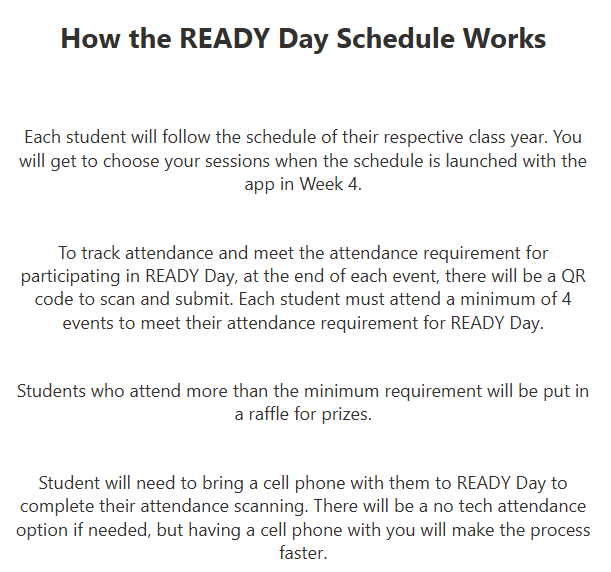 How the READY Day Schedule Works
Each student will follow the schedule of their respective class year. You
will get to choose your sessions when the schedule is launched with the
app in Week 4.
To track attendance and meet the attendance requirement for
participating in READY Day, at the end of each event, there will be a QR
code to scan and submit. Each student must attend a minimum of 4
events to meet their attendance requirement for READY Day.
Students who attend more than the minimum requirement will be put in
a raffle for prizes.
Student will need to bring a cell phone with them to READY Day to
complete their attendance scanning. There will be a no tech attendance
option if needed, but having a cell phone with you will make the process
faster.